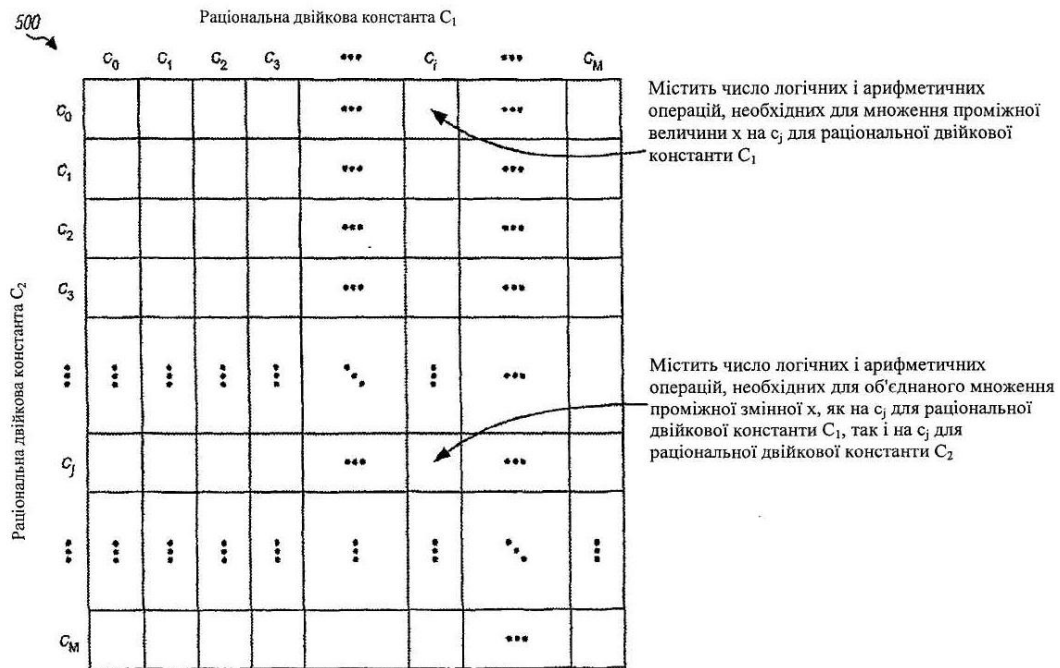 500
Раціональна двійкова константа C₁
C₀ C₁ C₂ C₃ ••• Cᵢ ••• C_M
C₀ ••• •••
C₁ ••• •••
C₂ ••• •••
C₃ ••• •••
Cⱼ ••• •••
C_M •••
Раціональна двійкова константа C₂
Містить число логічних і арифметичних
операцій, необхідних для множення проміжної
величини x на cⱼ для раціональної двійкової
константи C₁
Містить число логічних і арифметичних
операцій, необхідних для об'єднаного множення
проміжної змінної x, як на cⱼ для раціональної
двійкової константи C₁, так і на cⱼ для
раціональної двійкової константи C₂